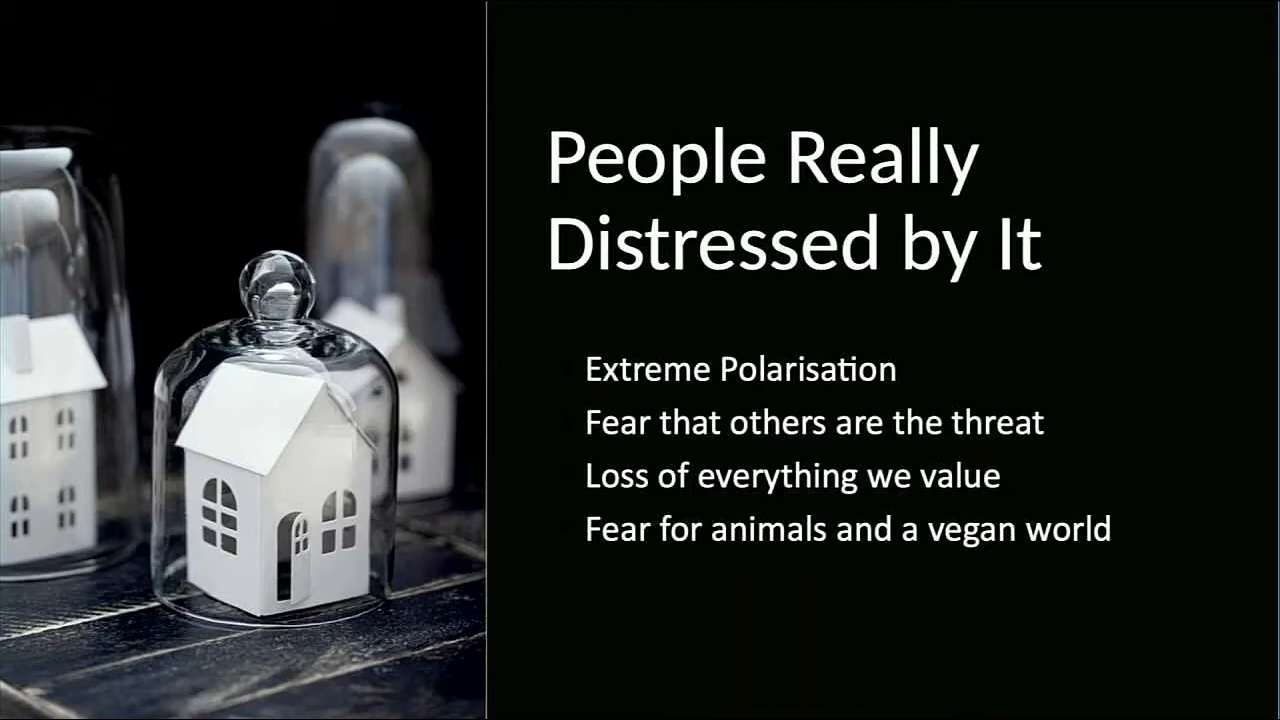 People Really
Distressed by It
Extreme Polarisation
Fear that others are the threat
Loss of everything we value
Fear for animals and a vegan world